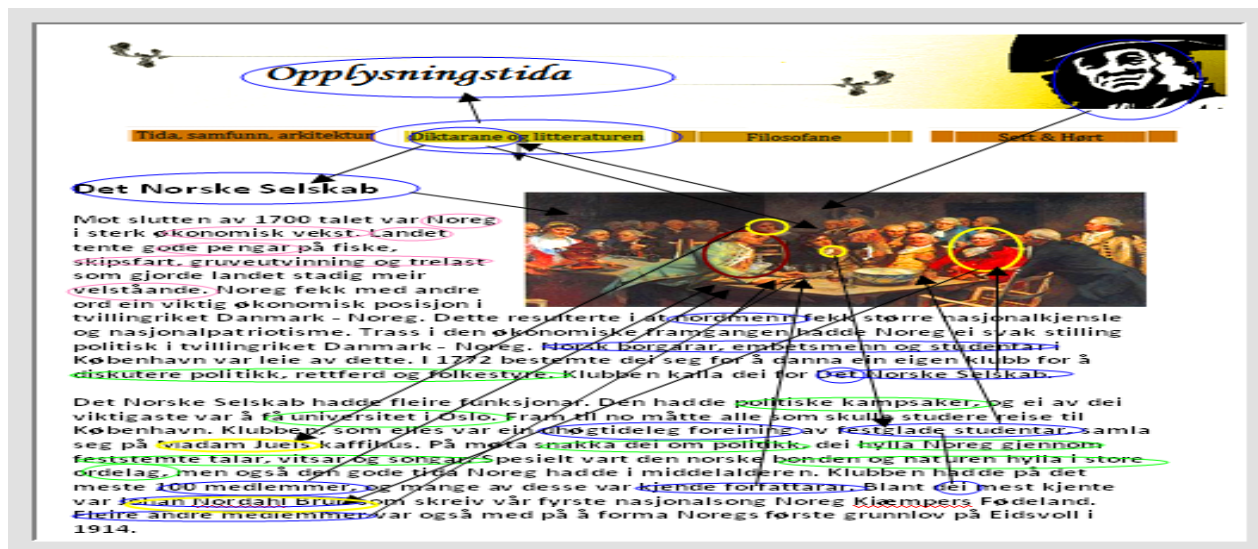 Opplysningstida
Tida, samfunn, arkitektur Diktarane og litteraturen Filosofane Sett & Hørt
Det Norske Selskab
Mot slutten av 1700 talet var Noreg
i sterk økonomisk vekst. Landet
tente gode pengar på fiske,
skipsfart, gruveutvinning og trelast
som gjorde landet stadig meir
velståande. Noreg fekk med andre
ord ein viktig økonomisk posisjon i
tvillingriket Danmark - Noreg. Dette resulterte i at nordmenn fekk større nasjonalkjensle
og nasjonalpatriotisme. Trass i den økonomiske framgangen hadde Noreg ei svak stilling
politisk i tvillingriket Danmark - Noreg. Norsk borgarar, embetsmenn og studentar i
København var leie av dette. I 1772 bestemte dei seg for å danna ein eigen klubb for å
diskutere politikk, rettferd og folkestyre. Klubben kalla dei for Det Norske Selskab.
Det Norske Selskab hadde fleire funksjonar. Den hadde politiske kampsaker, og ei av dei
viktigaste var å få universitet i Oslo. Fram til no måtte alle som skulle studere reise til
København. Klubben, som elles var ein uhøgtideleg foreining av festglade studentar, samla
seg på Madam Juels kaffihus. På møta snakka dei om politikk, dei hylla Noreg gjennom
feststemte talar, vitsar og songar. Spesielt vart den norske bonden og naturen hylla i store
ordelag, men også den gode tida Noreg hadde i middelalderen. Klubben hadde på det
meste 100 medlemmer, og mange av desse var kjende forfattarar. Blant dei mest kjente
var Johan Nordahl Brun som skreiv vår fyrste nasjonalsong Noreg Kjæmpers Fødeland.
Fleire andre medlemmer var også med på å forma Noregs første grunnlov på Eidsvoll i
1914.